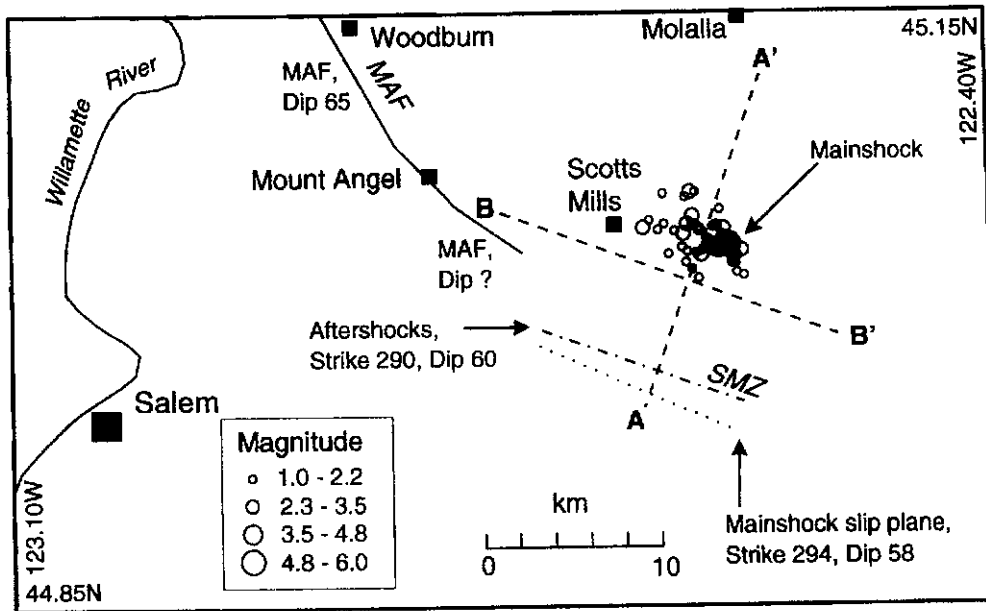 Woodburn
Molalla
45.15N
122.40W
River
Willamette
MAF,
Dip 65
MAF
A'
Mainshock
Mount Angel
Scotts
Mills
B
MAF,
Dip ?
B'
Aftershocks,
Strike 290, Dip 60
SMZ
A
Salem
Magnitude
1.0 - 2.2
2.3 - 3.5
3.5 - 4.8
4.8 - 6.0
km
0
10
Mainshock slip plane,
Strike 294, Dip 58
123.10W
44.85N